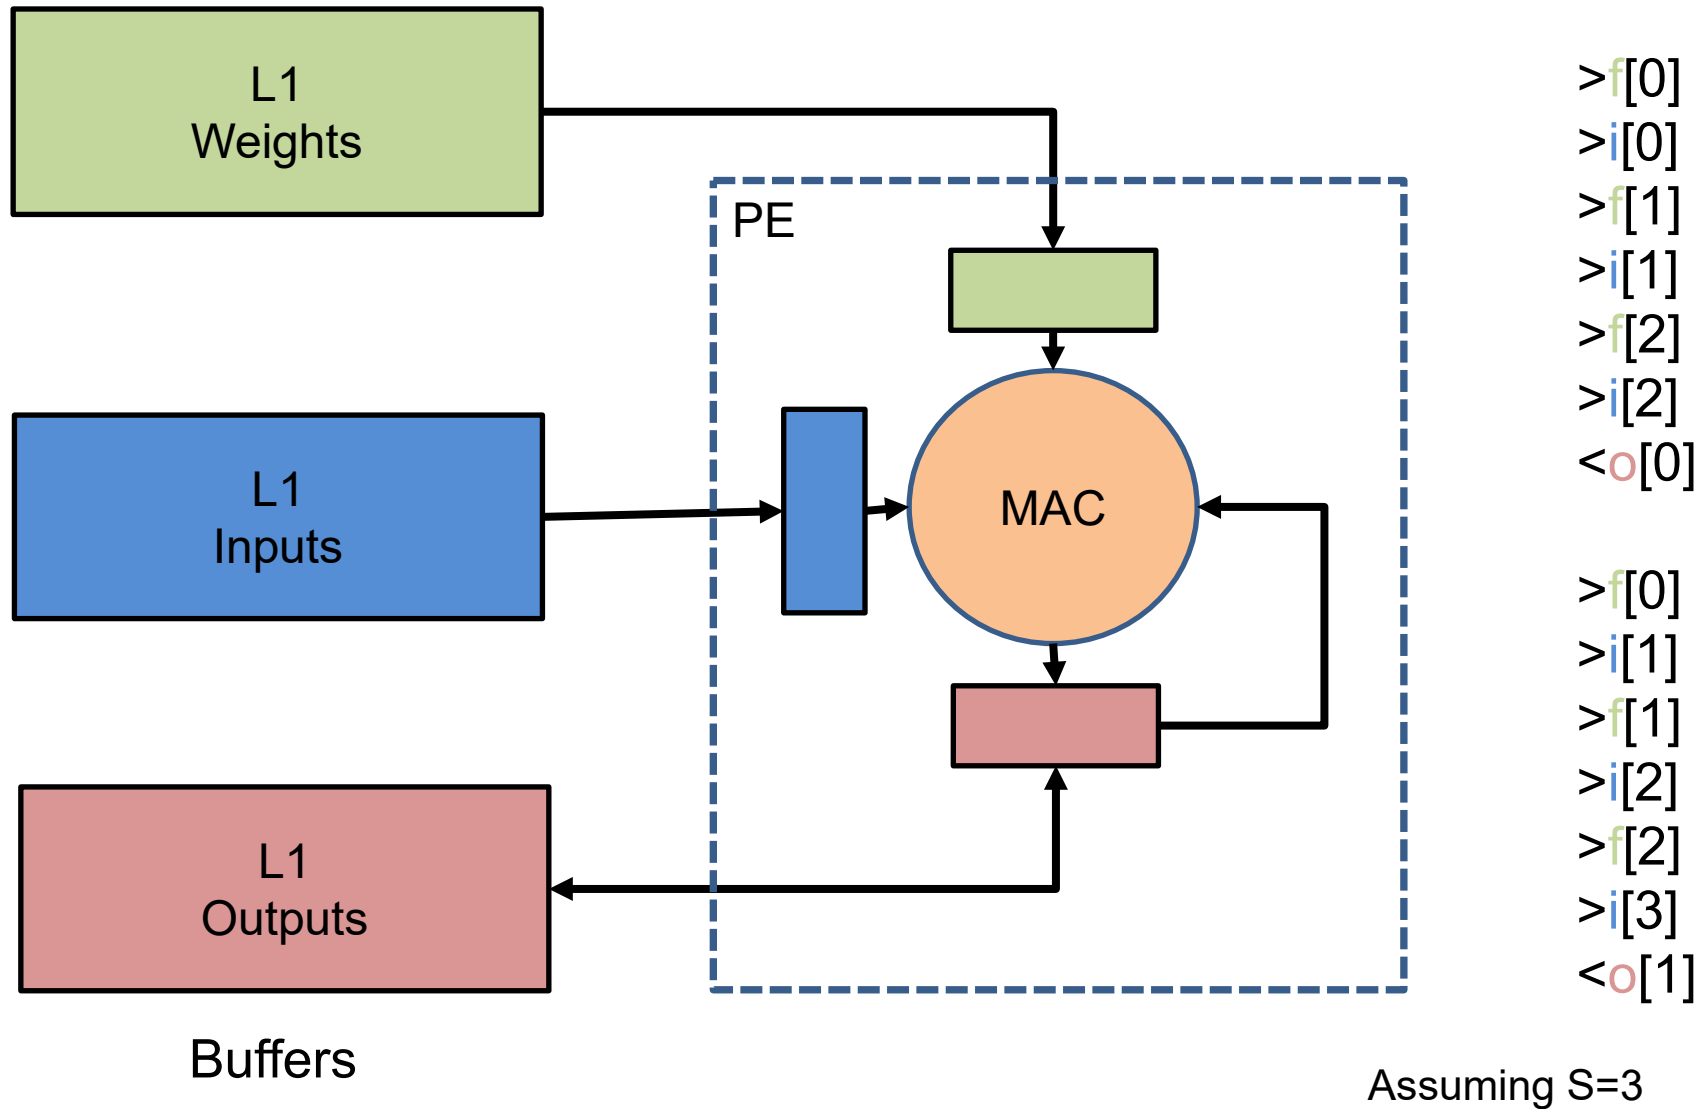 L1
Weights
PE
L1
Inputs
MAC
L1
Outputs
Buffers
>f[0]
>i[0]
>f[1]
>i[1]
>f[2]
>i[2]
<o[0]
>f[0]
>i[1]
>f[1]
>i[2]
>f[2]
>i[3]
<o[1]
Assuming S=3